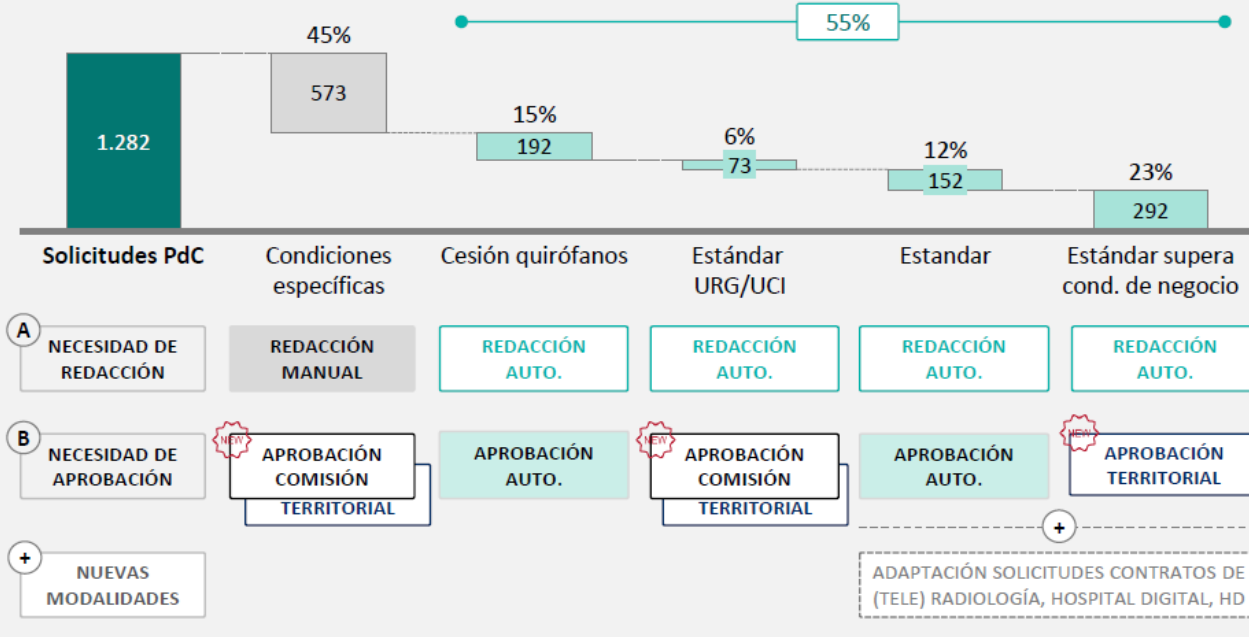 55%
45%
573
1.282
15%
192
6%
73
12%
152
23%
292
Solicitudes PdC
Condiciones
específicas
Cesión quirófanos
Estándar
URG/UCI
Estandar
Estándar supera
cond. de negocio
A
NECESIDAD DE
REDACCIÓN
REDACCIÓN
MANUAL
REDACCIÓN
AUTO.
REDACCIÓN
AUTO.
REDACCIÓN
AUTO.
REDACCIÓN
AUTO.
B
NECESIDAD DE
APROBACIÓN
NEW
APROBACIÓN
COMISIÓN
TERRITORIAL
APROBACIÓN
AUTO.
NEW
APROBACIÓN
COMISIÓN
TERRITORIAL
APROBACIÓN
AUTO.
NEW
APROBACIÓN
TERRITORIAL
+
+
NUEVAS
MODALIDADES
ADAPTACIÓN SOLICITUDES CONTRATOS DE
(TELE) RADIOLOGÍA, HOSPITAL DIGITAL, HD